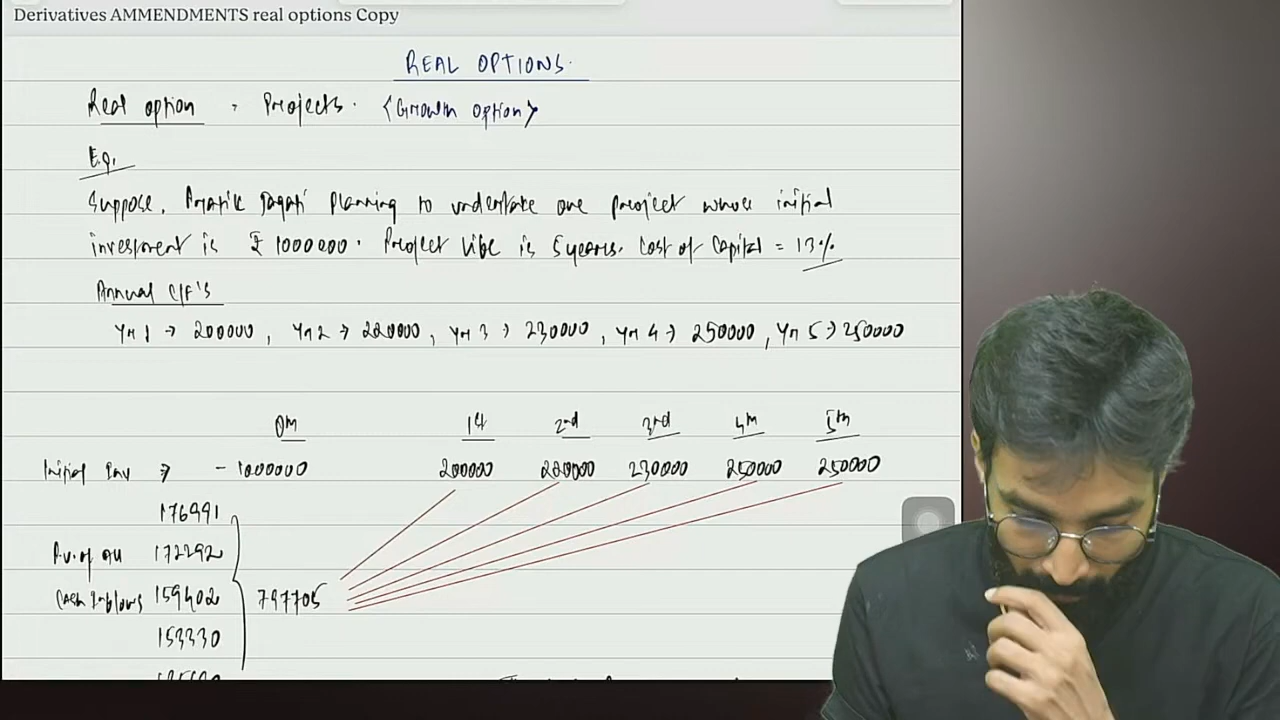 Derivatives AMMENDMENTS real options Copy
REAL OPTIONS.
Real option , Projects. <Growth option>
E.g.
Suppose, Pratik Jagati planning to undertake one project whose initial
investment is ₹ 1000000. Project life is 5 years. Cost of Capital = 13%
Annual C/F's
Yr 1 → 200000, Yr 2 → 220000, Yr 3 → 230000, Yr 4 → 250000, Yr 5 → 250000
0th 1st 2nd 3rd 4th 5th
Initial Inv ⇒ - 1000000 200000 220000 230000 250000 250000
176991
P.v. of all 172292
Cash Inflows 159402 797705
153330